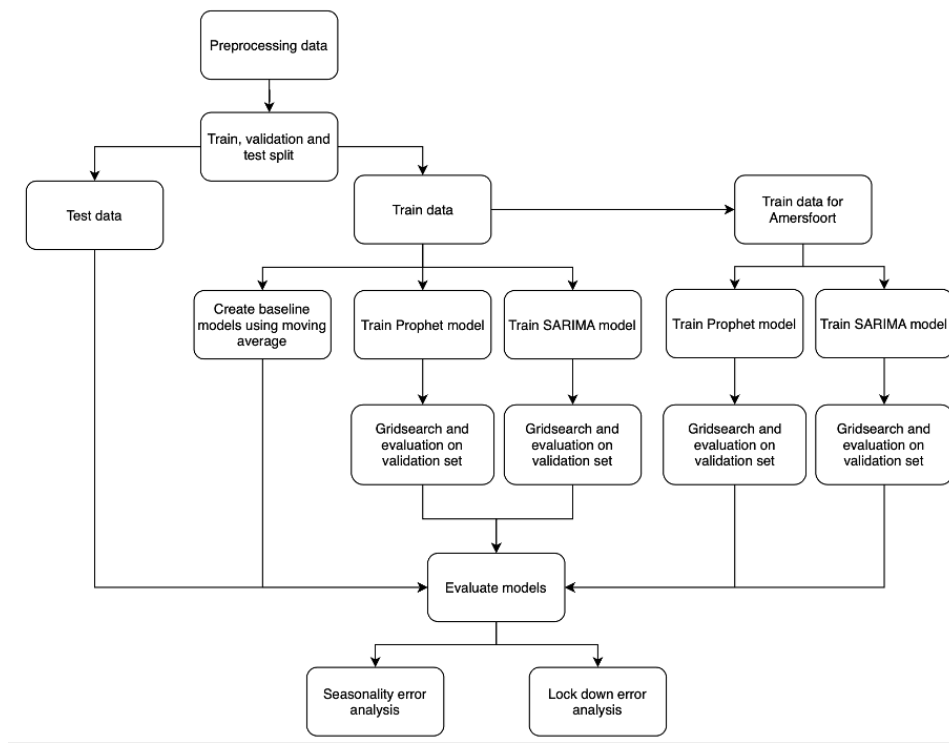 Preprocessing data
Train, validation and
test split
Test data
Train data
Train data for
Amersfoort
Create baseline
models using moving
average
Train Prophet model
Train SARIMA model
Train Prophet model
Train SARIMA model
Gridsearch and
evaluation on
validation set
Gridsearch and
evaluation on
validation set
Gridsearch and
evaluation on
validation set
Gridsearch and
evaluation on
validation set
Evaluate models
Seasonality error
analysis
Lock down error
analysis